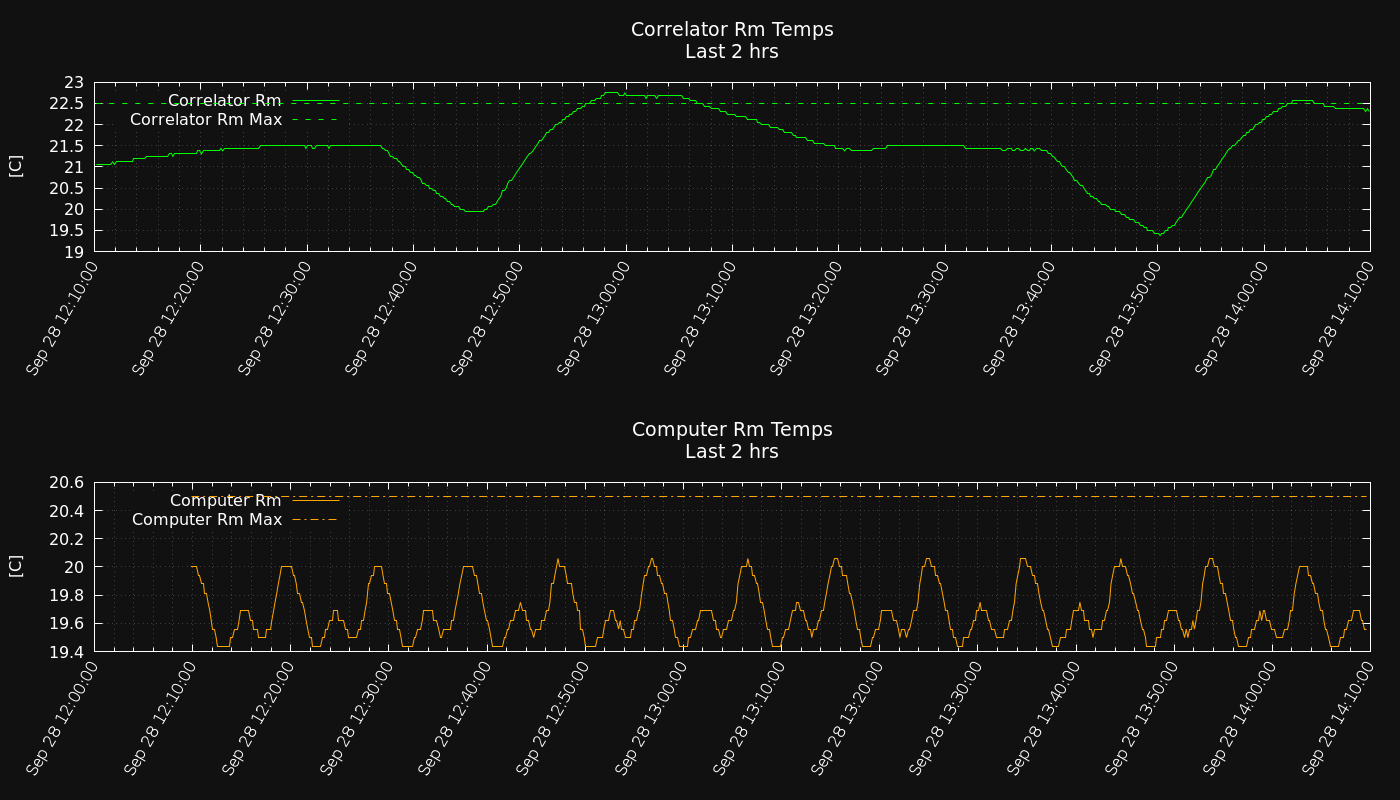 Correlator Rm Temps
Last 2 hrs
[C]
23
22.5
22
21.5
21
20.5
20
19.5
19
Correlator Rm
Correlator Rm Max
Sep 28 12:10:00
Sep 28 12:20:00
Sep 28 12:30:00
Sep 28 12:40:00
Sep 28 12:50:00
Sep 28 13:00:00
Sep 28 13:10:00
Sep 28 13:20:00
Sep 28 13:30:00
Sep 28 13:40:00
Sep 28 13:50:00
Sep 28 14:00:00
Sep 28 14:10:00
Computer Rm Temps
Last 2 hrs
[C]
20.6
20.4
20.2
20
19.8
19.6
19.4
Computer Rm
Computer Rm Max
Sep 28 12:00:00
Sep 28 12:10:00
Sep 28 12:20:00
Sep 28 12:30:00
Sep 28 12:40:00
Sep 28 12:50:00
Sep 28 13:00:00
Sep 28 13:10:00
Sep 28 13:20:00
Sep 28 13:30:00
Sep 28 13:40:00
Sep 28 13:50:00
Sep 28 14:00:00
Sep 28 14:10:00